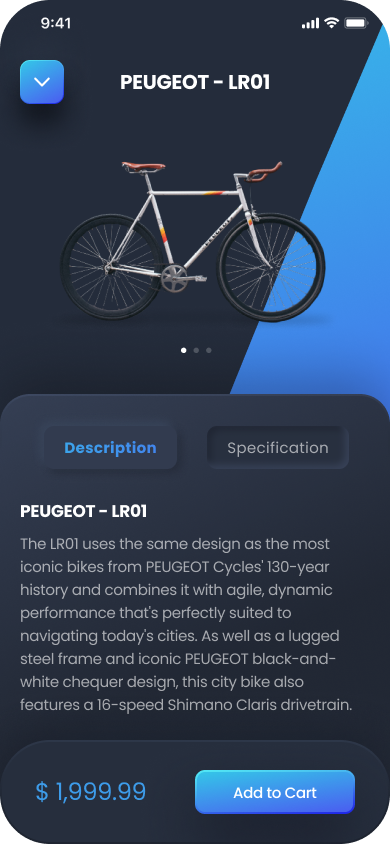 9:41
PEUGEOT - LR01
Description
Specification
PEUGEOT - LR01
The LR01 uses the same design as the most
iconic bikes from PEUGEOT Cycles' 130-year
history and combines it with agile, dynamic
performance that's perfectly suited to
navigating today's cities. As well as a lugged
steel frame and iconic PEUGEOT black-and-
white chequer design, this city bike also
features a 16-speed Shimano Claris drivetrain.
$ 1,999.99
Add to Cart